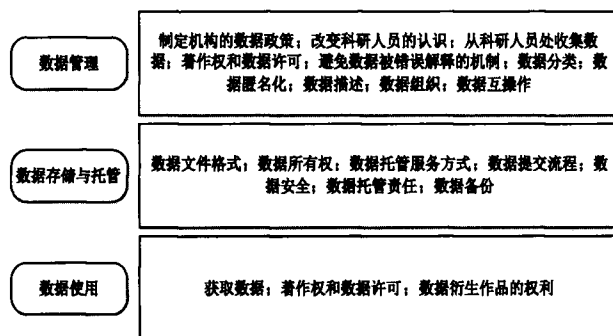 数据管理
制定机构的数据政策；改变科研人员的认识；从科研人员处收集数
据；著作权和数据许可；避免数据被错误解释的机制；数据分类；数
据匿名化；数据描述；数据组织；数据互操作
数据存储与托管
数据文件格式；数据所有权；数据托管服务方式；数据提交流程；数
据安全；数据托管责任；数据备份
数据使用
获取数据；著作权和数据许可；数据衍生作品的权利